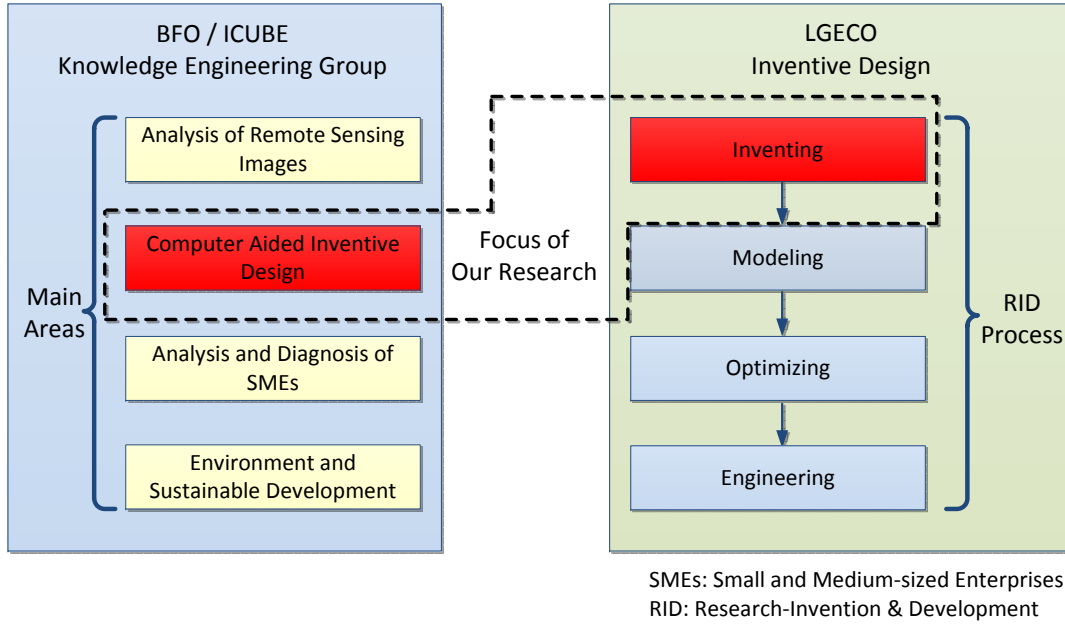 BFO / ICUBE
Knowledge Engineering Group
Main
Areas
Analysis of Remote Sensing
Images
Computer Aided Inventive
Design
Analysis and Diagnosis of
SMEs
Environment and
Sustainable Development
Focus of
Our Research
LGECO
Inventive Design
Inventing
Modeling
Optimizing
Engineering
RID
Process
SMEs: Small and Medium-sized Enterprises
RID: Research-Invention & Development